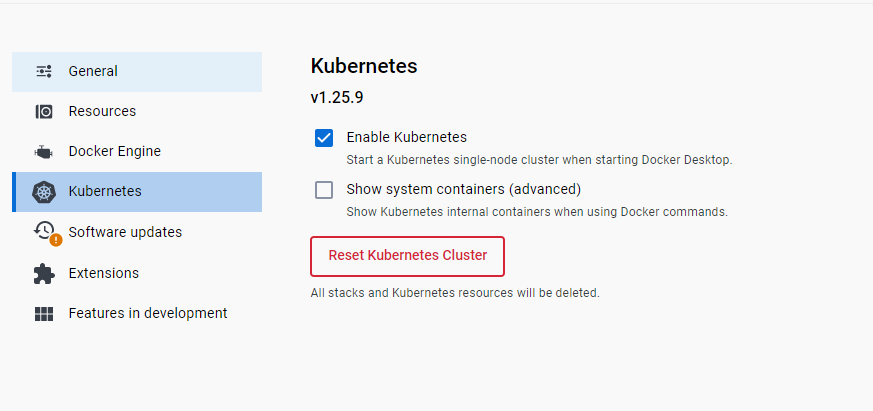 General
Resources
Docker Engine
Kubernetes
Software updates
Extensions
Features in development
Kubernetes
v1.25.9
Enable Kubernetes
Start a Kubernetes single-node cluster when starting Docker Desktop.
Show system containers (advanced)
Show Kubernetes internal containers when using Docker commands.
Reset Kubernetes Cluster
All stacks and Kubernetes resources will be deleted.